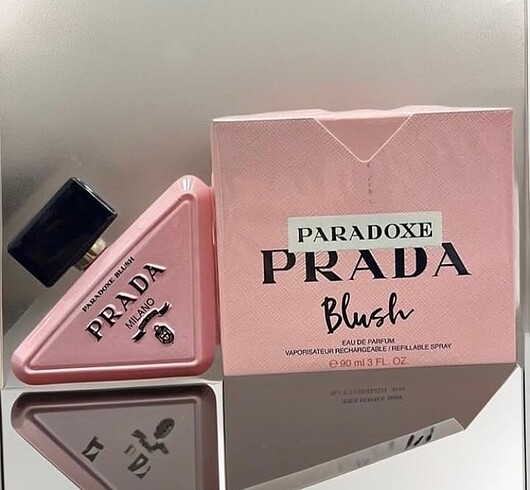 PARADOXE BLUSH
PRADA
MILANO
PARADOXE
PRADA
Blush
EAU DE PARFUM
VAPORISATEUR RECHARGEABLE / REFILLABLE SPRAY
℮ 90 ml 3 FL. OZ.